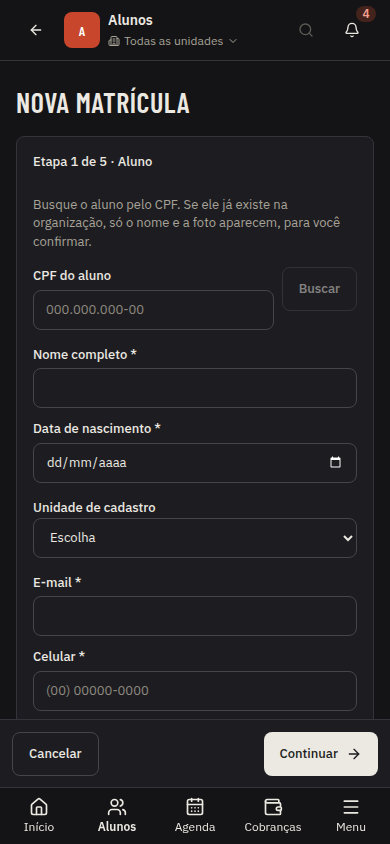 A
Alunos
Todas as unidades
4
NOVA MATRÍCULA
Etapa 1 de 5 · Aluno
Busque o aluno pelo CPF. Se ele já existe na
organização, só o nome e a foto aparecem, para você
confirmar.
CPF do aluno
000.000.000-00
Buscar
Nome completo *
Data de nascimento *
dd/mm/aaaa
Unidade de cadastro
Escolha
E-mail *
Celular *
(00) 00000-0000
Cancelar
Continuar
Início
Alunos
Agenda
Cobranças
Menu